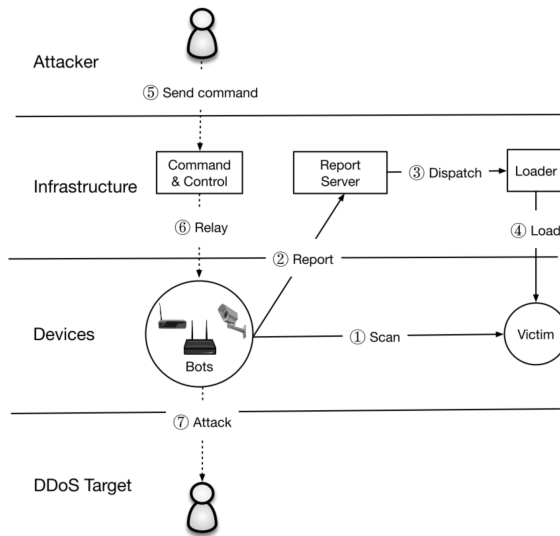 Attacker
⑤ Send command
Infrastructure
Command
& Control
Report
Server
③ Dispatch
Loader
⑥ Relay
④ Load
② Report
Devices
Bots
① Scan
Victim
⑦ Attack
DDoS Target